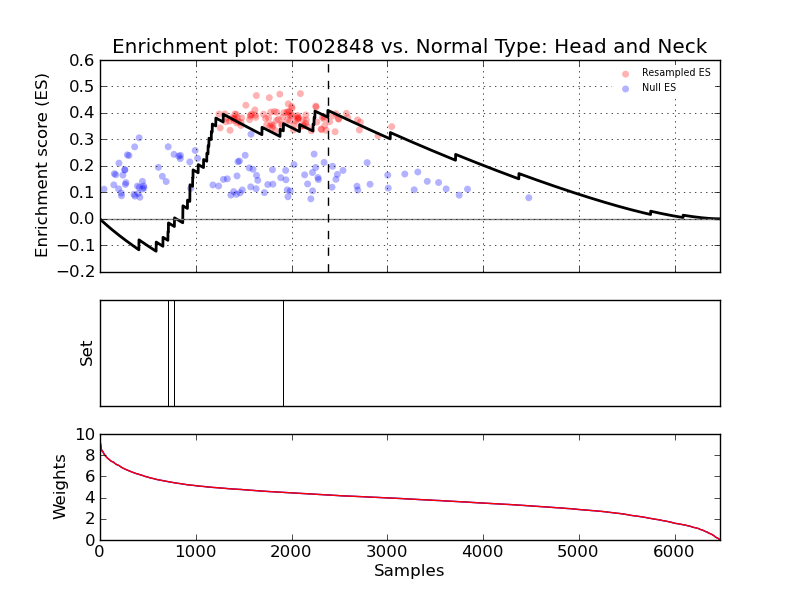 Enrichment plot: T002848 vs. Normal Type: Head and Neck
Enrichment score (ES)
0.6
0.5
0.4
0.3
0.2
0.1
0.0
−0.1
−0.2
Resampled ES
Null ES
Set
Weights
10
8
6
4
2
0
0 1000 2000 3000 4000 5000 6000
Samples